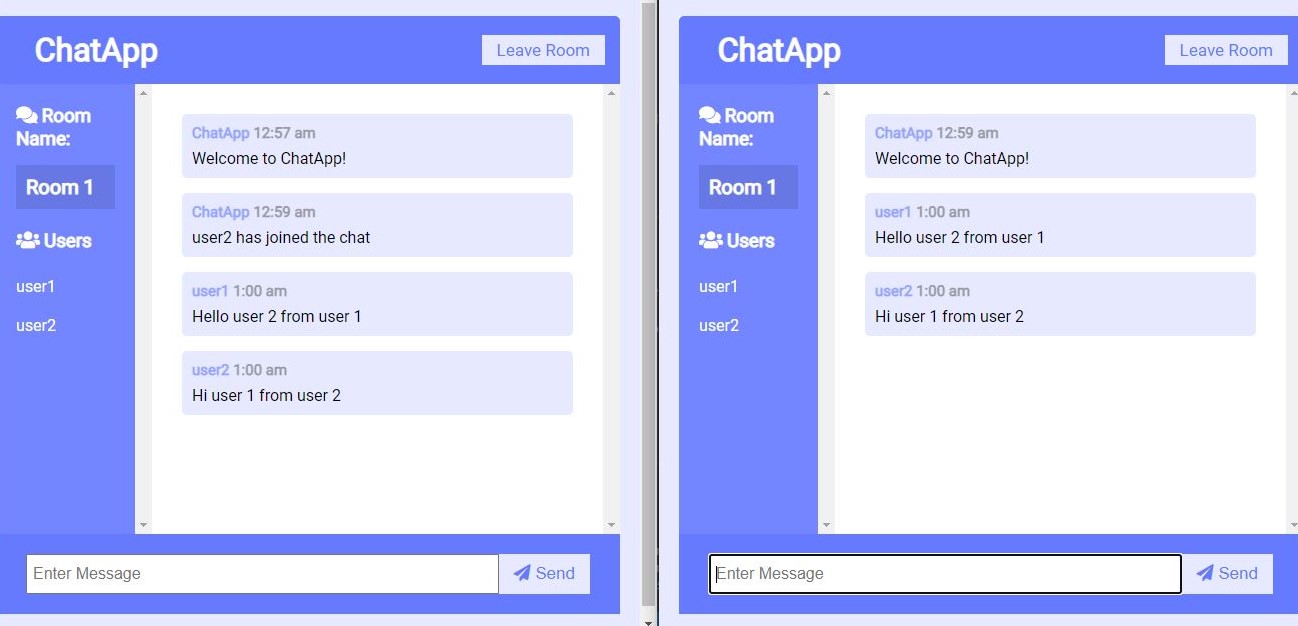 ChatApp
Leave Room
Room
Name:
Room 1
Users
user1
user2
ChatApp 12:57 am
Welcome to ChatApp!
ChatApp 12:59 am
user2 has joined the chat
user1 1:00 am
Hello user 2 from user 1
user2 1:00 am
Hi user 1 from user 2
Enter Message
Send
ChatApp
Leave Room
Room
Name:
Room 1
Users
user1
user2
ChatApp 12:59 am
Welcome to ChatApp!
user1 1:00 am
Hello user 2 from user 1
user2 1:00 am
Hi user 1 from user 2
Enter Message
Send